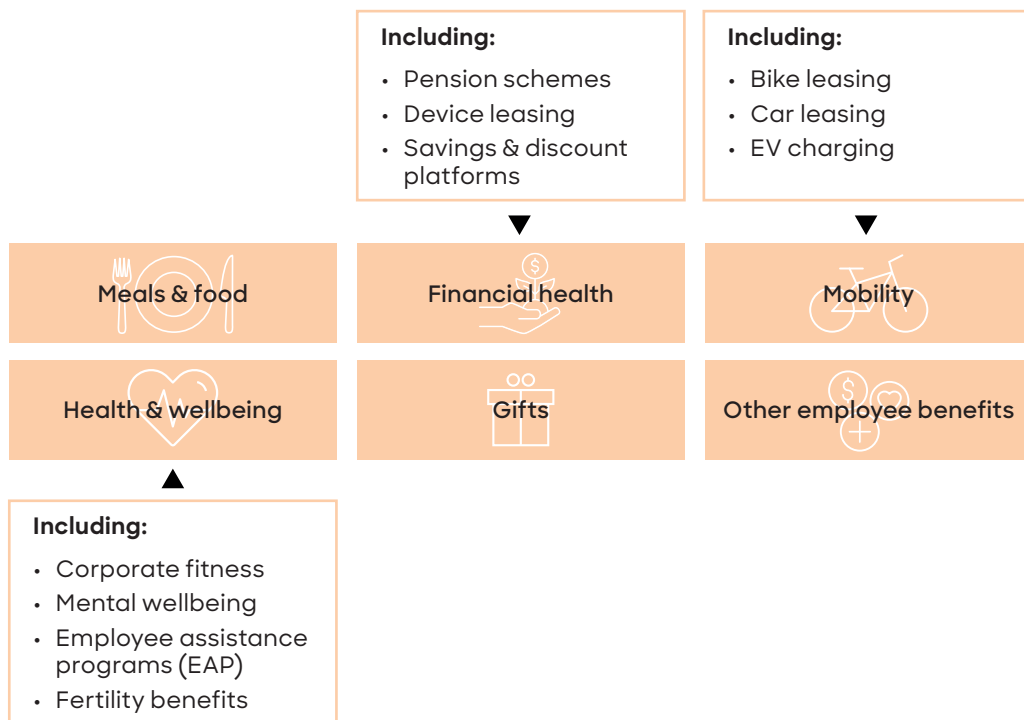 Including:
• Pension schemes
• Device leasing
• Savings & discount
platforms
Including:
• Bike leasing
• Car leasing
• EV charging
Meals & food
Financial health
Mobility
Health & wellbeing
Gifts
Other employee benefits
Including:
• Corporate fitness
• Mental wellbeing
• Employee assistance
programs (EAP)
• Fertility benefits